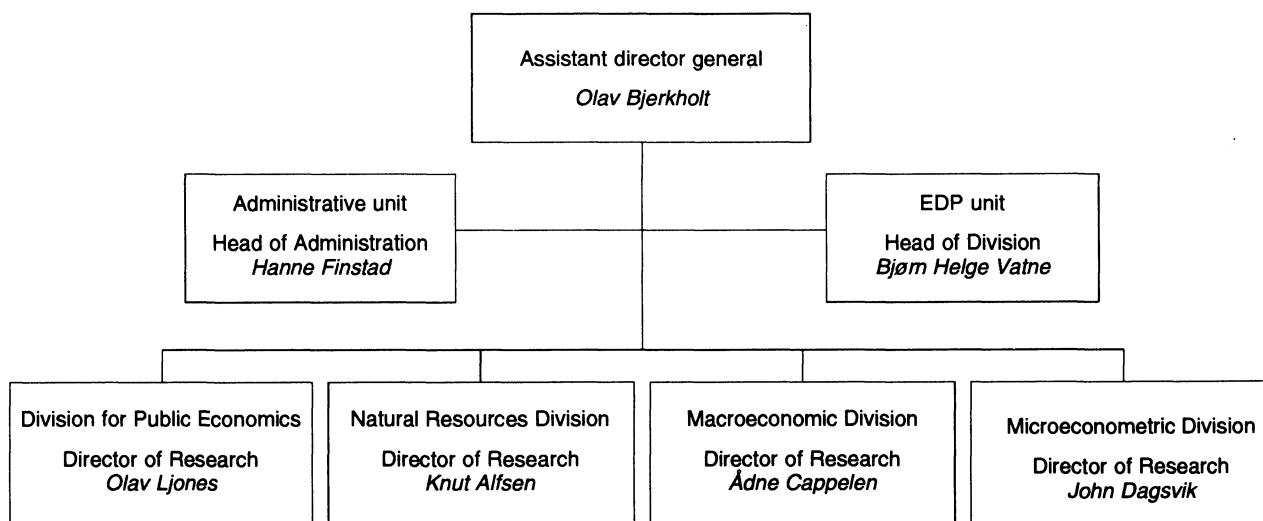 Assistant director general
Olav Bjerkholt
Administrative unit
Head of Administration
Hanne Finstad
EDP unit
Head of Division
Bjørn Helge Vatne
Division for Public Economics
Director of Research
Olav Ljones
Natural Resources Division
Director of Research
Knut Alfsen
Macroeconomic Division
Director of Research
Ådne Cappelen
Microeconometric Division
Director of Research
John Dagsvik